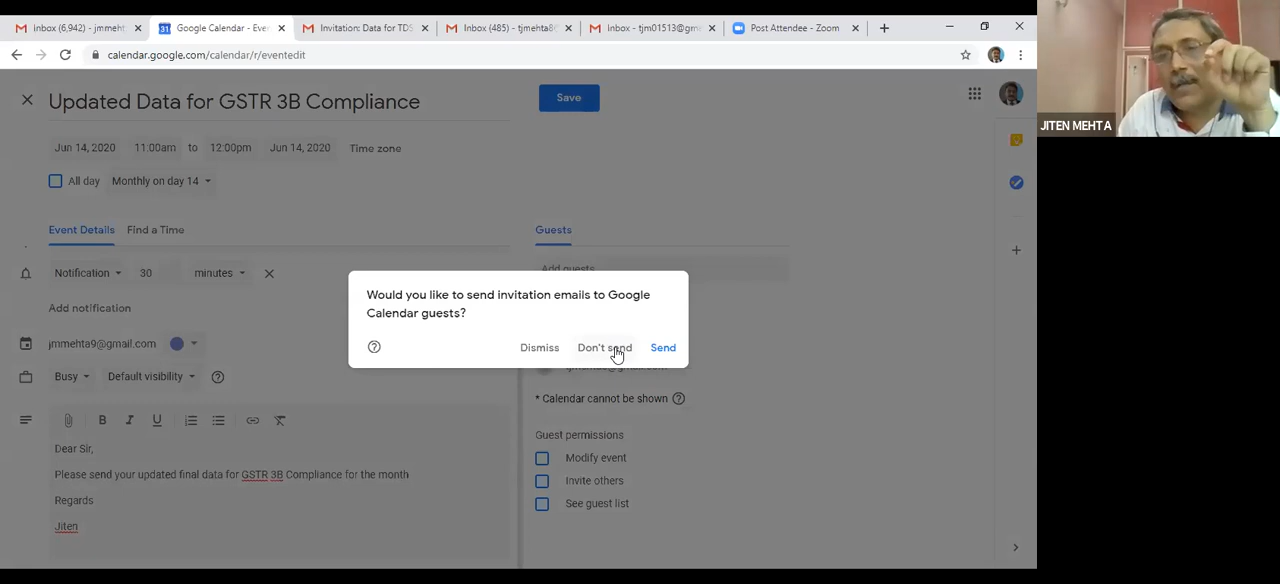 Inbox (6,942) - jmmeht
Google Calendar - Eve
Invitation: Data for TDS
Inbox (485) - tjmehta86
Inbox - tjm01513@gm
Post Attendee - Zoom
calendar.google.com/calendar/r/eventedit
Updated Data for GSTR 3B Compliance
Save
Jun 14, 2020 11:00am to 12:00pm Jun 14, 2020 Time zone
All day Monthly on day 14
Event Details Find a Time
Guests
Notification 30 minutes
Add guests
Add notification
Would you like to send invitation emails to Google
Calendar guests?
Dismiss Don't send Send
jmmehta9@gmail.com
Busy Default visibility
* Calendar cannot be shown
Guest permissions
Modify event
Invite others
See guest list
B I U
Dear Sir,
Please send your updated final data for GSTR 3B Compliance for the month
Regards
Jiten
JITEN MEHTA